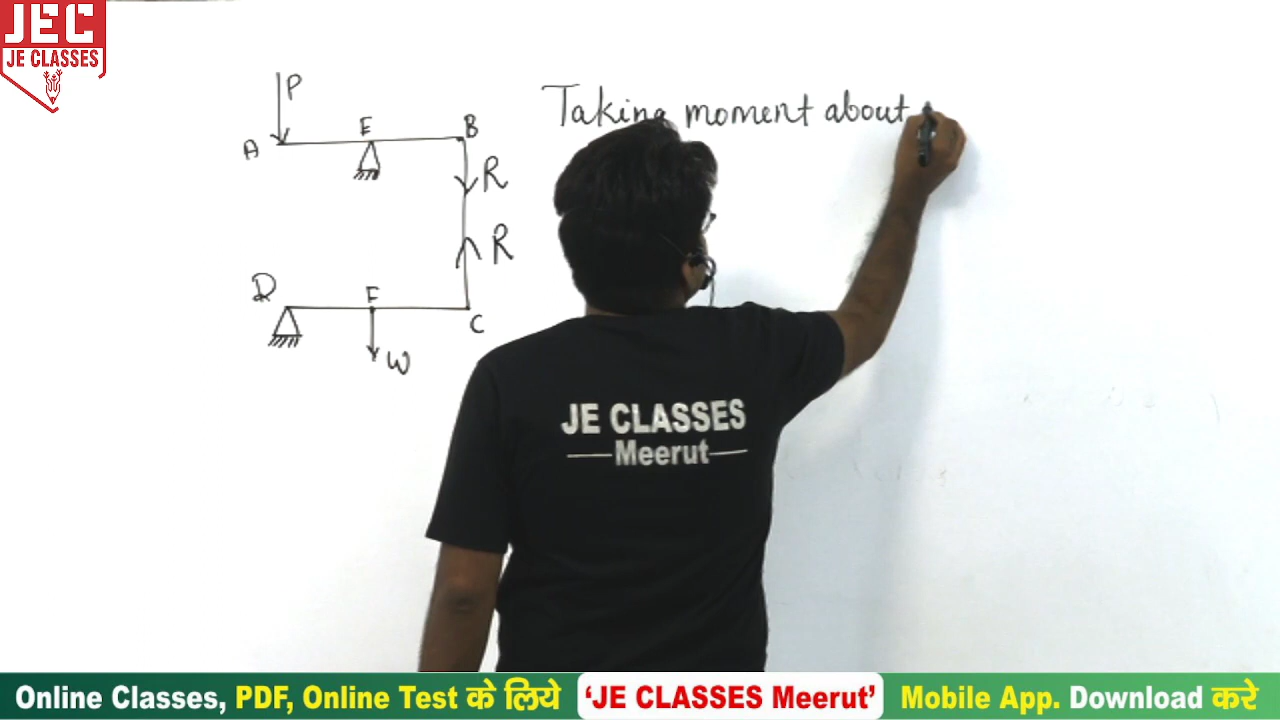 JEC
JE CLASSES
P
Taking moment about
A
E
B
R
R
D
F
C
W
JE CLASSES
Meerut
Online Classes, PDF, Online Test के लिये 'JE CLASSES Meerut' Mobile App. Download करे